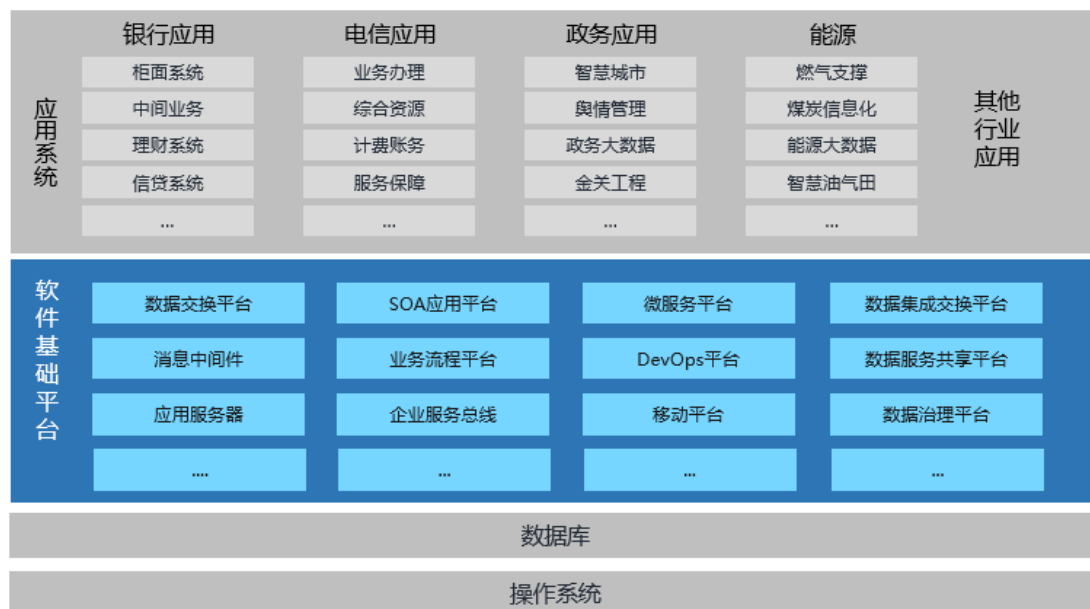 应用系统
银行应用
柜面系统
中间业务
理财系统
信贷系统
...
电信应用
业务办理
综合资源
计费账务
服务保障
...
政务应用
智慧城市
舆情管理
政务大数据
金关工程
...
能源
燃气支撑
煤炭信息化
能源大数据
智慧油气田
...
其他
行业
应用
软件基础平台
数据交换平台
消息中间件
应用服务器
....
SOA应用平台
业务流程平台
企业服务总线
...
微服务平台
DevOps平台
移动平台
...
数据集成交换平台
数据服务共享平台
数据治理平台
...
数据库
操作系统